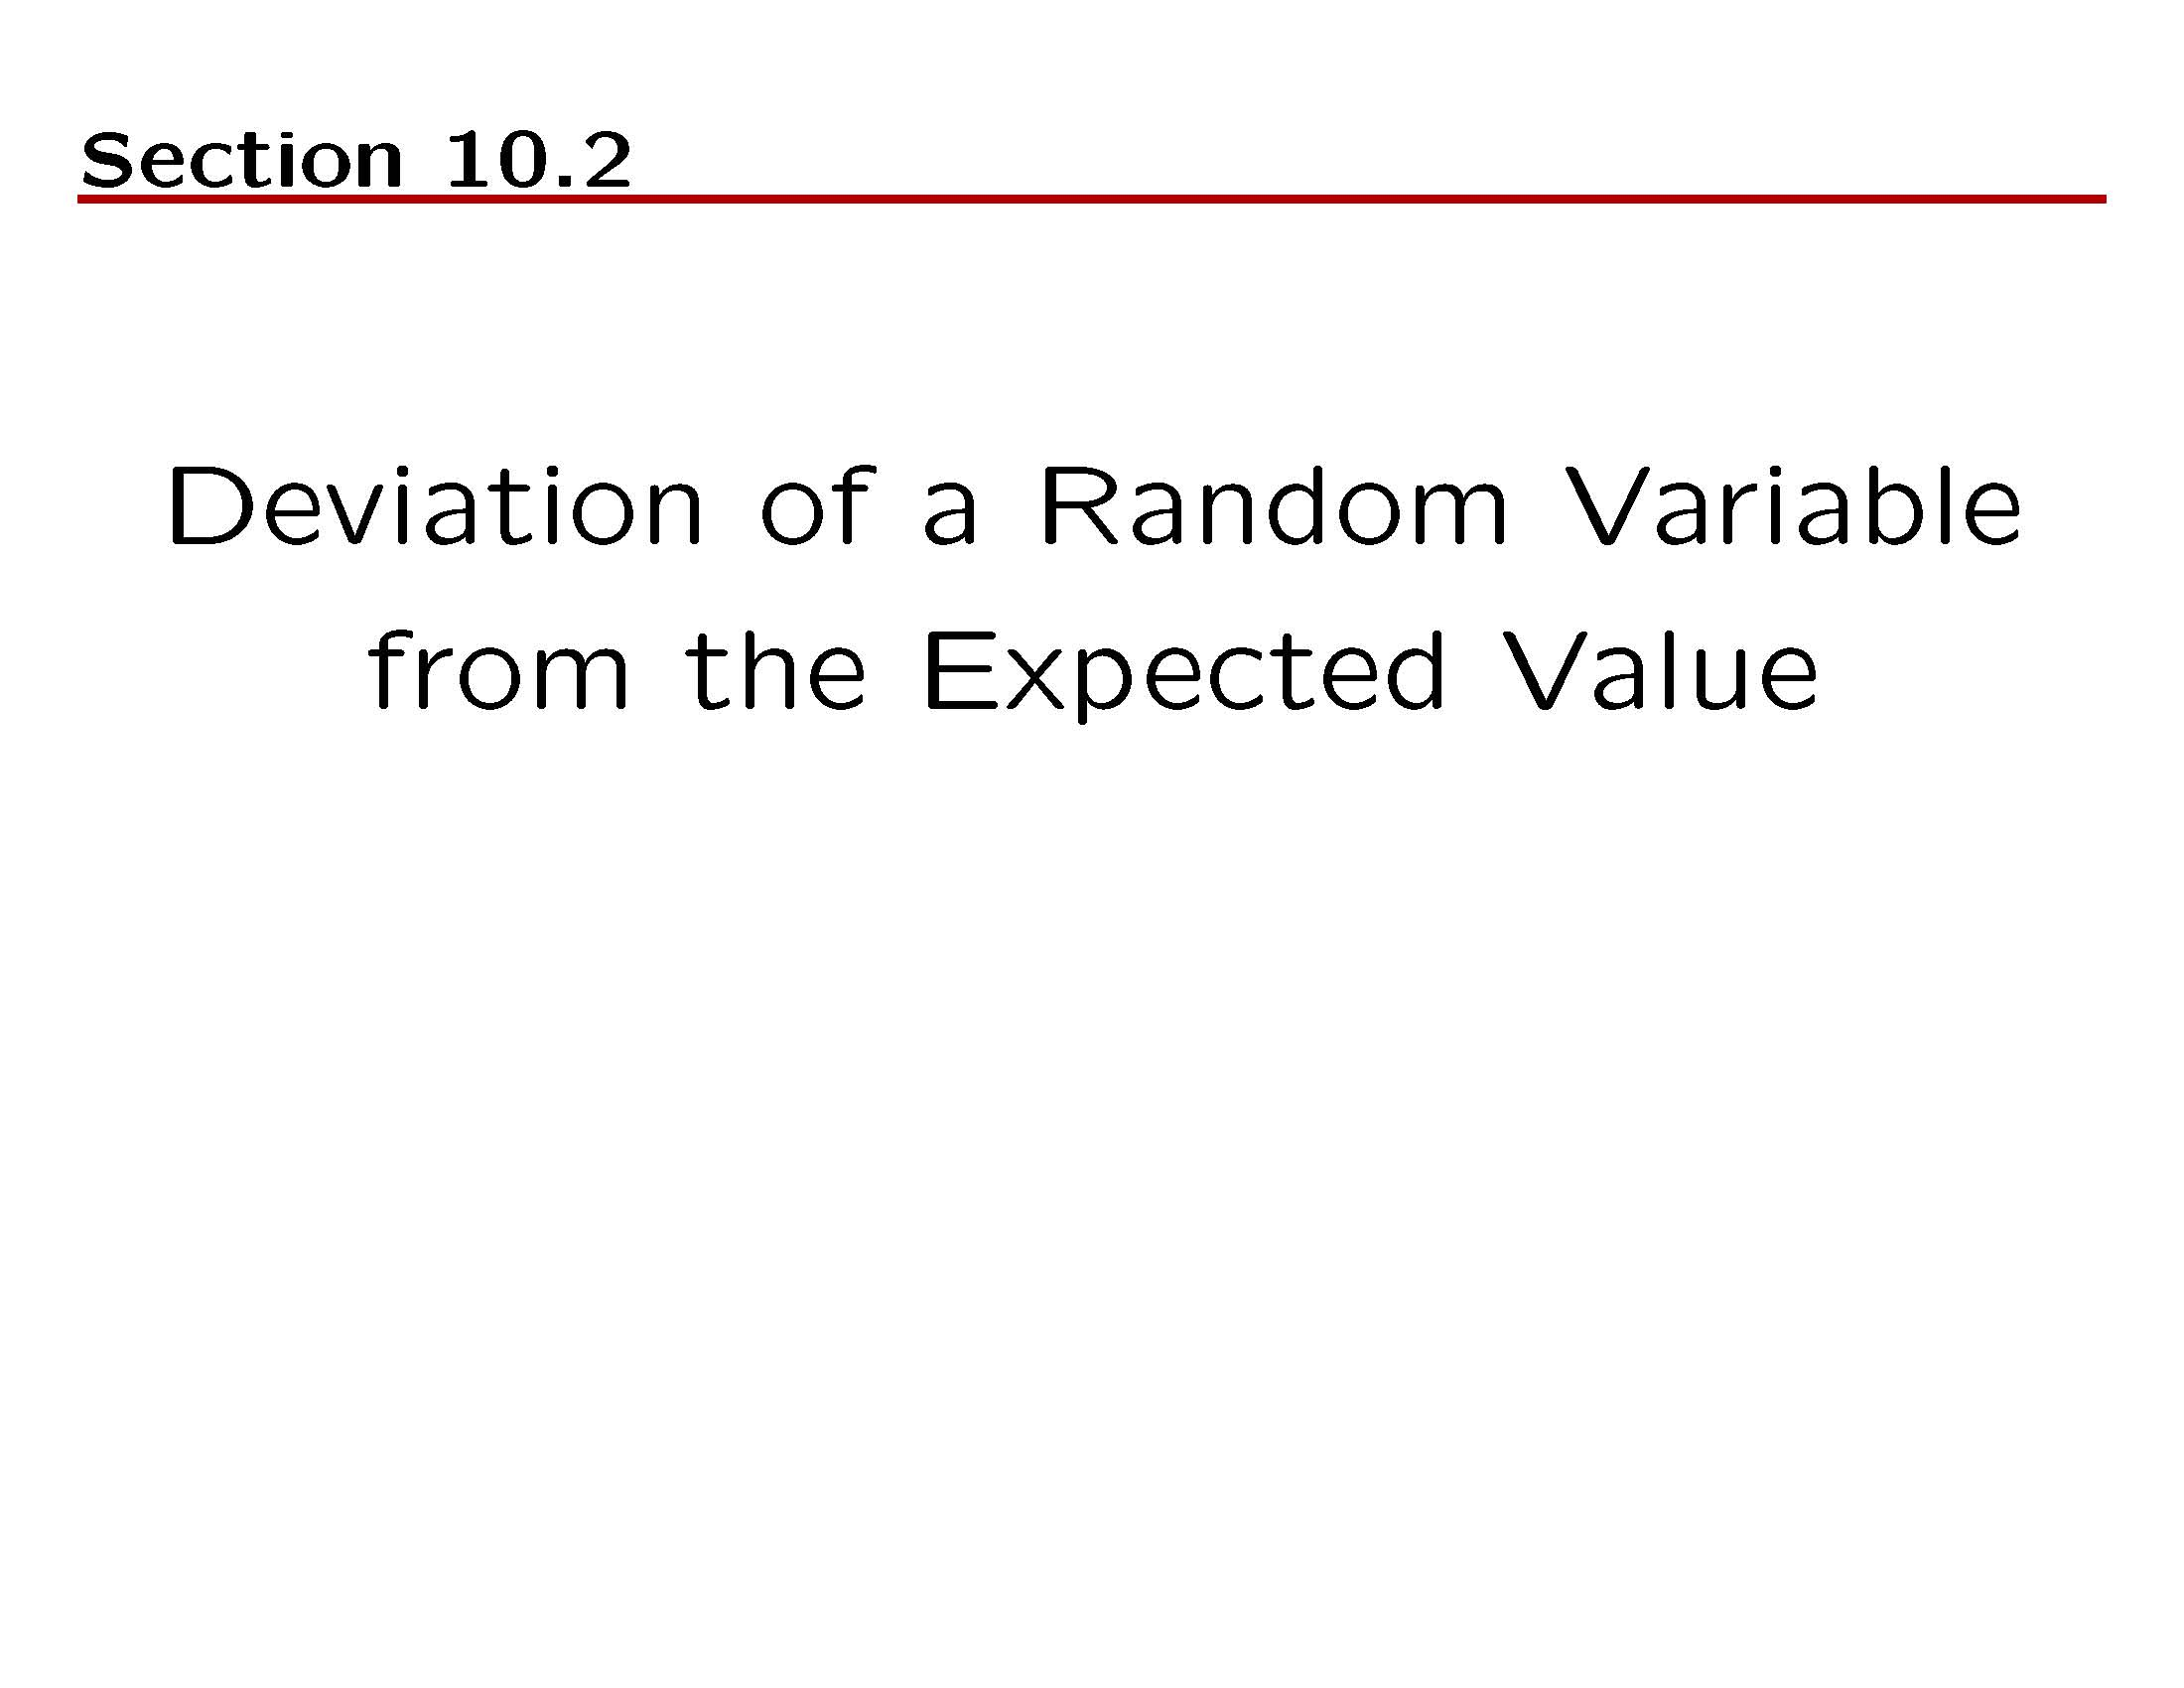 Section 10.2
Deviation of a Random Variable
from the Expected Value